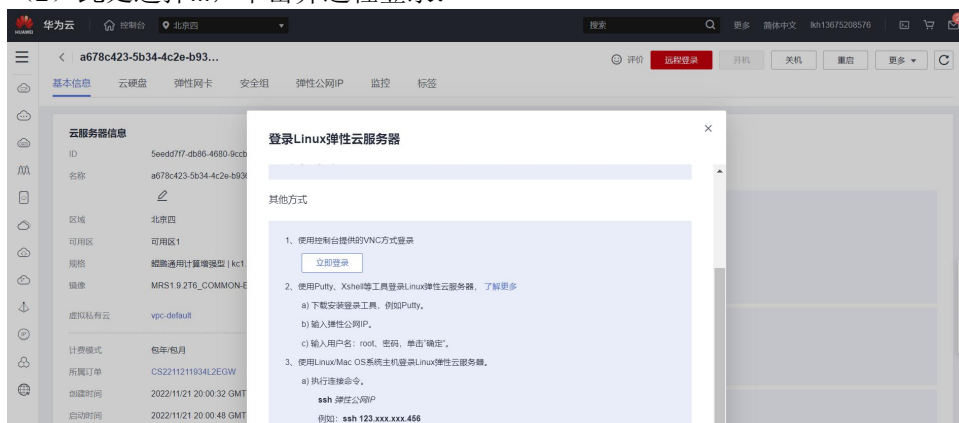 HUAWEI 华为云 控制台 北京四 搜索 更多 简体中文 lkh13675208576
a678c423-5b34-4c2e-b93... 评价 远程登录 开机 关机 重启 更多
基本信息 云硬盘 弹性网卡 安全组 弹性公网IP 监控 标签
云服务器信息
ID 5eedd7f7-db86-4680-9ccb
名称 a678c423-5b34-4c2e-b936
区域 北京四
可用区 可用区1
规格 鲲鹏通用计算增强型 | kc1.
镜像 MRS1.9.2T6_COMMON-E
虚拟私有云 vpc-default
计费模式 包年/包月
所属订单 CS2211211934L2EGW
创建时间 2022/11/21 20:00:32 GMT
启动时间 2022/11/21 20:00:48 GMT
登录Linux弹性云服务器
其他方式
1、使用控制台提供的VNC方式登录
立即登录
2、使用Putty、Xshell等工具登录Linux弹性云服务器。 了解更多
a) 下载安装登录工具，例如Putty。
b) 输入弹性公网IP。
c) 输入用户名：root、密码，单击“确定”。
3、使用Linux/Mac OS系统主机登录Linux弹性云服务器。
a) 执行连接命令。
ssh 弹性公网IP
例如：ssh 123.xxx.xxx.456